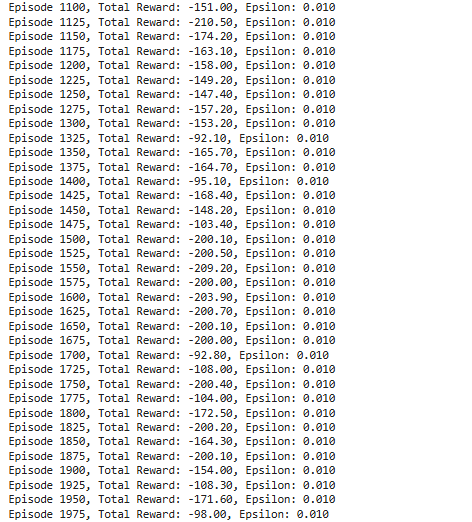 Episode 1100, Total Reward: -151.00, Epsilon: 0.010
Episode 1125, Total Reward: -210.50, Epsilon: 0.010
Episode 1150, Total Reward: -174.20, Epsilon: 0.010
Episode 1175, Total Reward: -163.10, Epsilon: 0.010
Episode 1200, Total Reward: -158.00, Epsilon: 0.010
Episode 1225, Total Reward: -149.20, Epsilon: 0.010
Episode 1250, Total Reward: -147.40, Epsilon: 0.010
Episode 1275, Total Reward: -157.20, Epsilon: 0.010
Episode 1300, Total Reward: -153.20, Epsilon: 0.010
Episode 1325, Total Reward: -92.10, Epsilon: 0.010
Episode 1350, Total Reward: -165.70, Epsilon: 0.010
Episode 1375, Total Reward: -164.70, Epsilon: 0.010
Episode 1400, Total Reward: -95.10, Epsilon: 0.010
Episode 1425, Total Reward: -168.40, Epsilon: 0.010
Episode 1450, Total Reward: -148.20, Epsilon: 0.010
Episode 1475, Total Reward: -103.40, Epsilon: 0.010
Episode 1500, Total Reward: -200.10, Epsilon: 0.010
Episode 1525, Total Reward: -200.50, Epsilon: 0.010
Episode 1550, Total Reward: -209.20, Epsilon: 0.010
Episode 1575, Total Reward: -200.00, Epsilon: 0.010
Episode 1600, Total Reward: -203.90, Epsilon: 0.010
Episode 1625, Total Reward: -200.70, Epsilon: 0.010
Episode 1650, Total Reward: -200.10, Epsilon: 0.010
Episode 1675, Total Reward: -200.00, Epsilon: 0.010
Episode 1700, Total Reward: -92.80, Epsilon: 0.010
Episode 1725, Total Reward: -108.00, Epsilon: 0.010
Episode 1750, Total Reward: -200.40, Epsilon: 0.010
Episode 1775, Total Reward: -104.00, Epsilon: 0.010
Episode 1800, Total Reward: -172.50, Epsilon: 0.010
Episode 1825, Total Reward: -200.20, Epsilon: 0.010
Episode 1850, Total Reward: -164.30, Epsilon: 0.010
Episode 1875, Total Reward: -200.10, Epsilon: 0.010
Episode 1900, Total Reward: -154.00, Epsilon: 0.010
Episode 1925, Total Reward: -108.30, Epsilon: 0.010
Episode 1950, Total Reward: -171.60, Epsilon: 0.010
Episode 1975, Total Reward: -98.00, Epsilon: 0.010